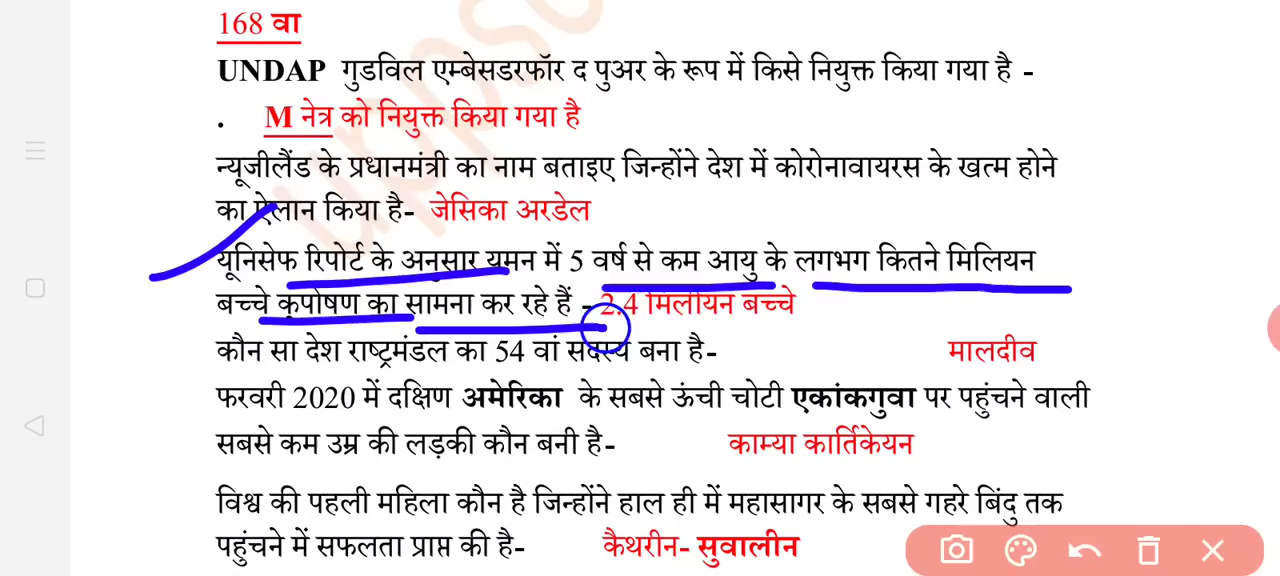 168 वा
UNDAP गुडविल एम्बेसडरफॉर द पुअर के रूप में किसे नियुक्त किया गया है -
. M नेत्र को नियुक्त किया गया है
न्यूजीलैंड के प्रधानमंत्री का नाम बताइए जिन्होंने देश में कोरोनावायरस के खत्म होने
का ऐलान किया है- जेसिका अरडेल
यूनिसेफ रिपोर्ट के अनुसार यमन में 5 वर्ष से कम आयु के लगभग कितने मिलियन
बच्चे कुपोषण का सामना कर रहे हैं - 2.4 मिलीयन बच्चे
कौन सा देश राष्ट्रमंडल का 54 वां सदस्य बना है- मालदीव
फरवरी 2020 में दक्षिण अमेरिका के सबसे ऊंची चोटी एकांकगुवा पर पहुंचने वाली
सबसे कम उम्र की लड़की कौन बनी है- काम्या कार्तिकेयन
विश्व की पहली महिला कौन है जिन्होंने हाल ही में महासागर के सबसे गहरे बिंदु तक
पहुंचने में सफलता प्राप्त की है- कैथरीन- सुवालीन